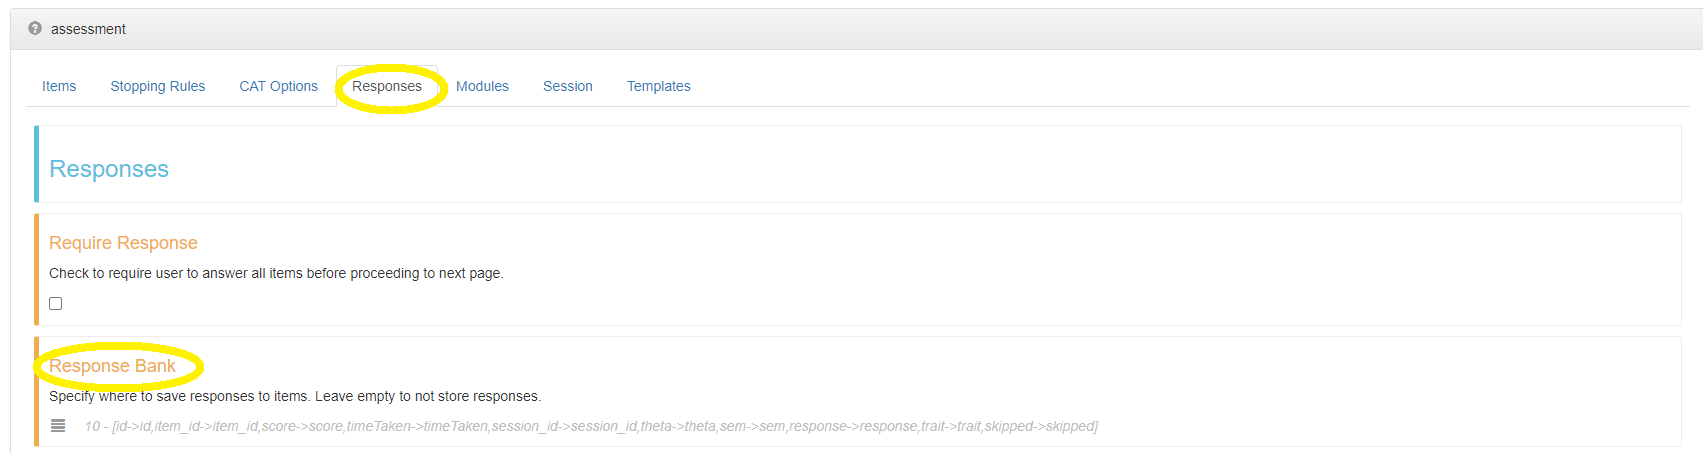 assessment
Items Stopping Rules CAT Options Responses Modules Session Templates
Responses
Require Response
Check to require user to answer all items before proceeding to next page.
Response Bank
Specify where to save responses to items. Leave empty to not store responses.
10 - [id->id,item_id->item_id,score->score,timeTaken->timeTaken,session_id->session_id,theta->theta,sem->sem,response->response,trait->trait,skipped->skipped]